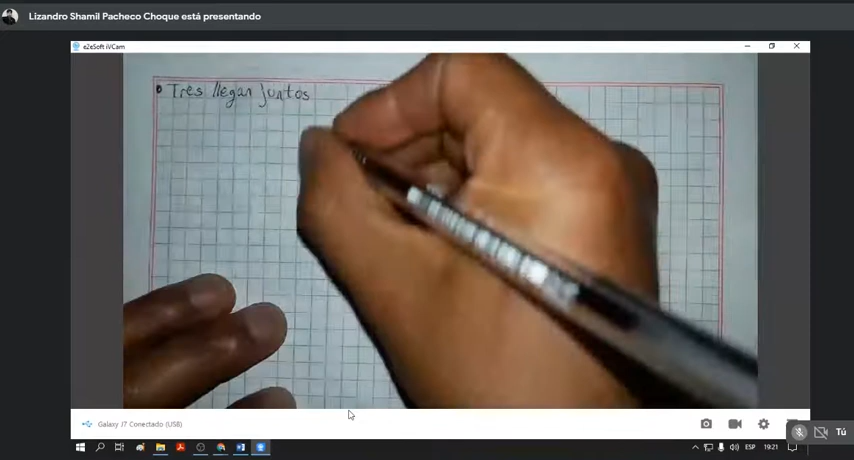 Lizandro Shamil Pacheco Choque está presentando
e2eSoft iVCam
• Tres llegan juntos
Galaxy J7 Conectado (USB)
Tú
ESP
19:21